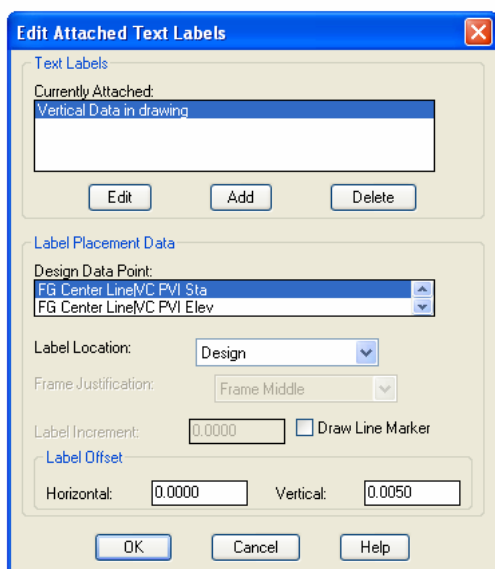 Edit Attached Text Labels
Text Labels
Currently Attached:
Vertical Data in drawing
Edit Add Delete
Label Placement Data
Design Data Point:
FG Center Line|VC PVI Sta
FG Center Line|VC PVI Elev
Label Location: Design
Frame Justification: Frame Middle
Label Increment: 0.0000 Draw Line Marker
Label Offset
Horizontal: 0.0000 Vertical: 0.0050
OK Cancel Help